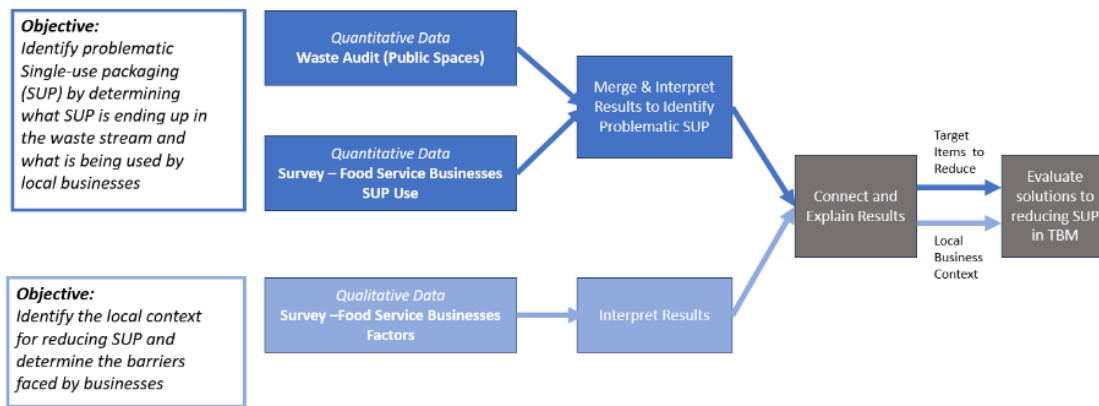 Objective:
Identify problematic
Single-use packaging
(SUP) by determining
what SUP is ending up in
the waste stream and
what is being used by
local businesses
Quantitative Data
Waste Audit (Public Spaces)
Quantitative Data
Survey – Food Service Businesses
SUP Use
Merge & Interpret
Results to Identify
Problematic SUP
Connect and
Explain Results
Target
Items to
Reduce
Local
Business
Context
Evaluate
solutions to
reducing SUP
in TBM
Objective:
Identify the local context
for reducing SUP and
determine the barriers
faced by businesses
Qualitative Data
Survey –Food Service Businesses
Factors
Interpret Results